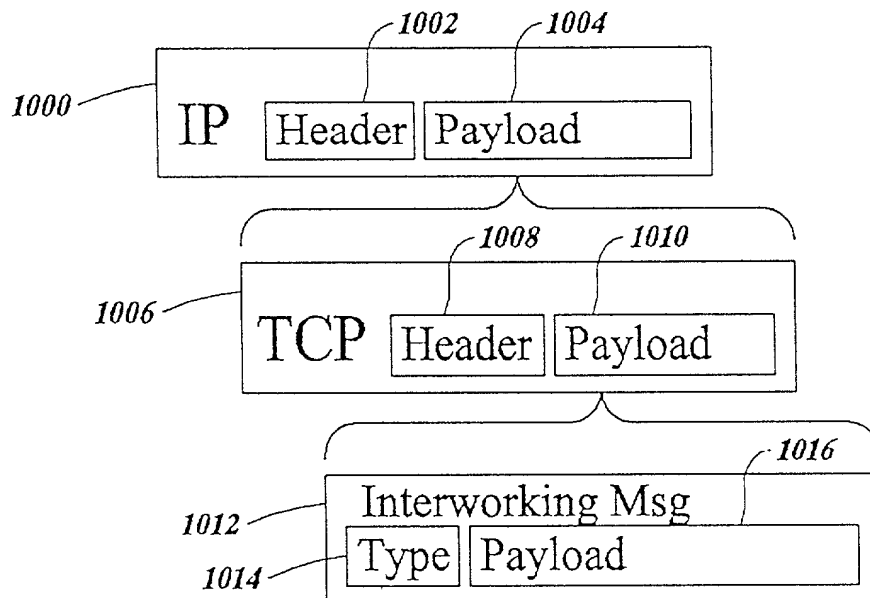 1002 1004
1000
IP Header Payload
1008 1010
1006
TCP Header Payload
1016
Interworking Msg
1012
Type Payload
1014